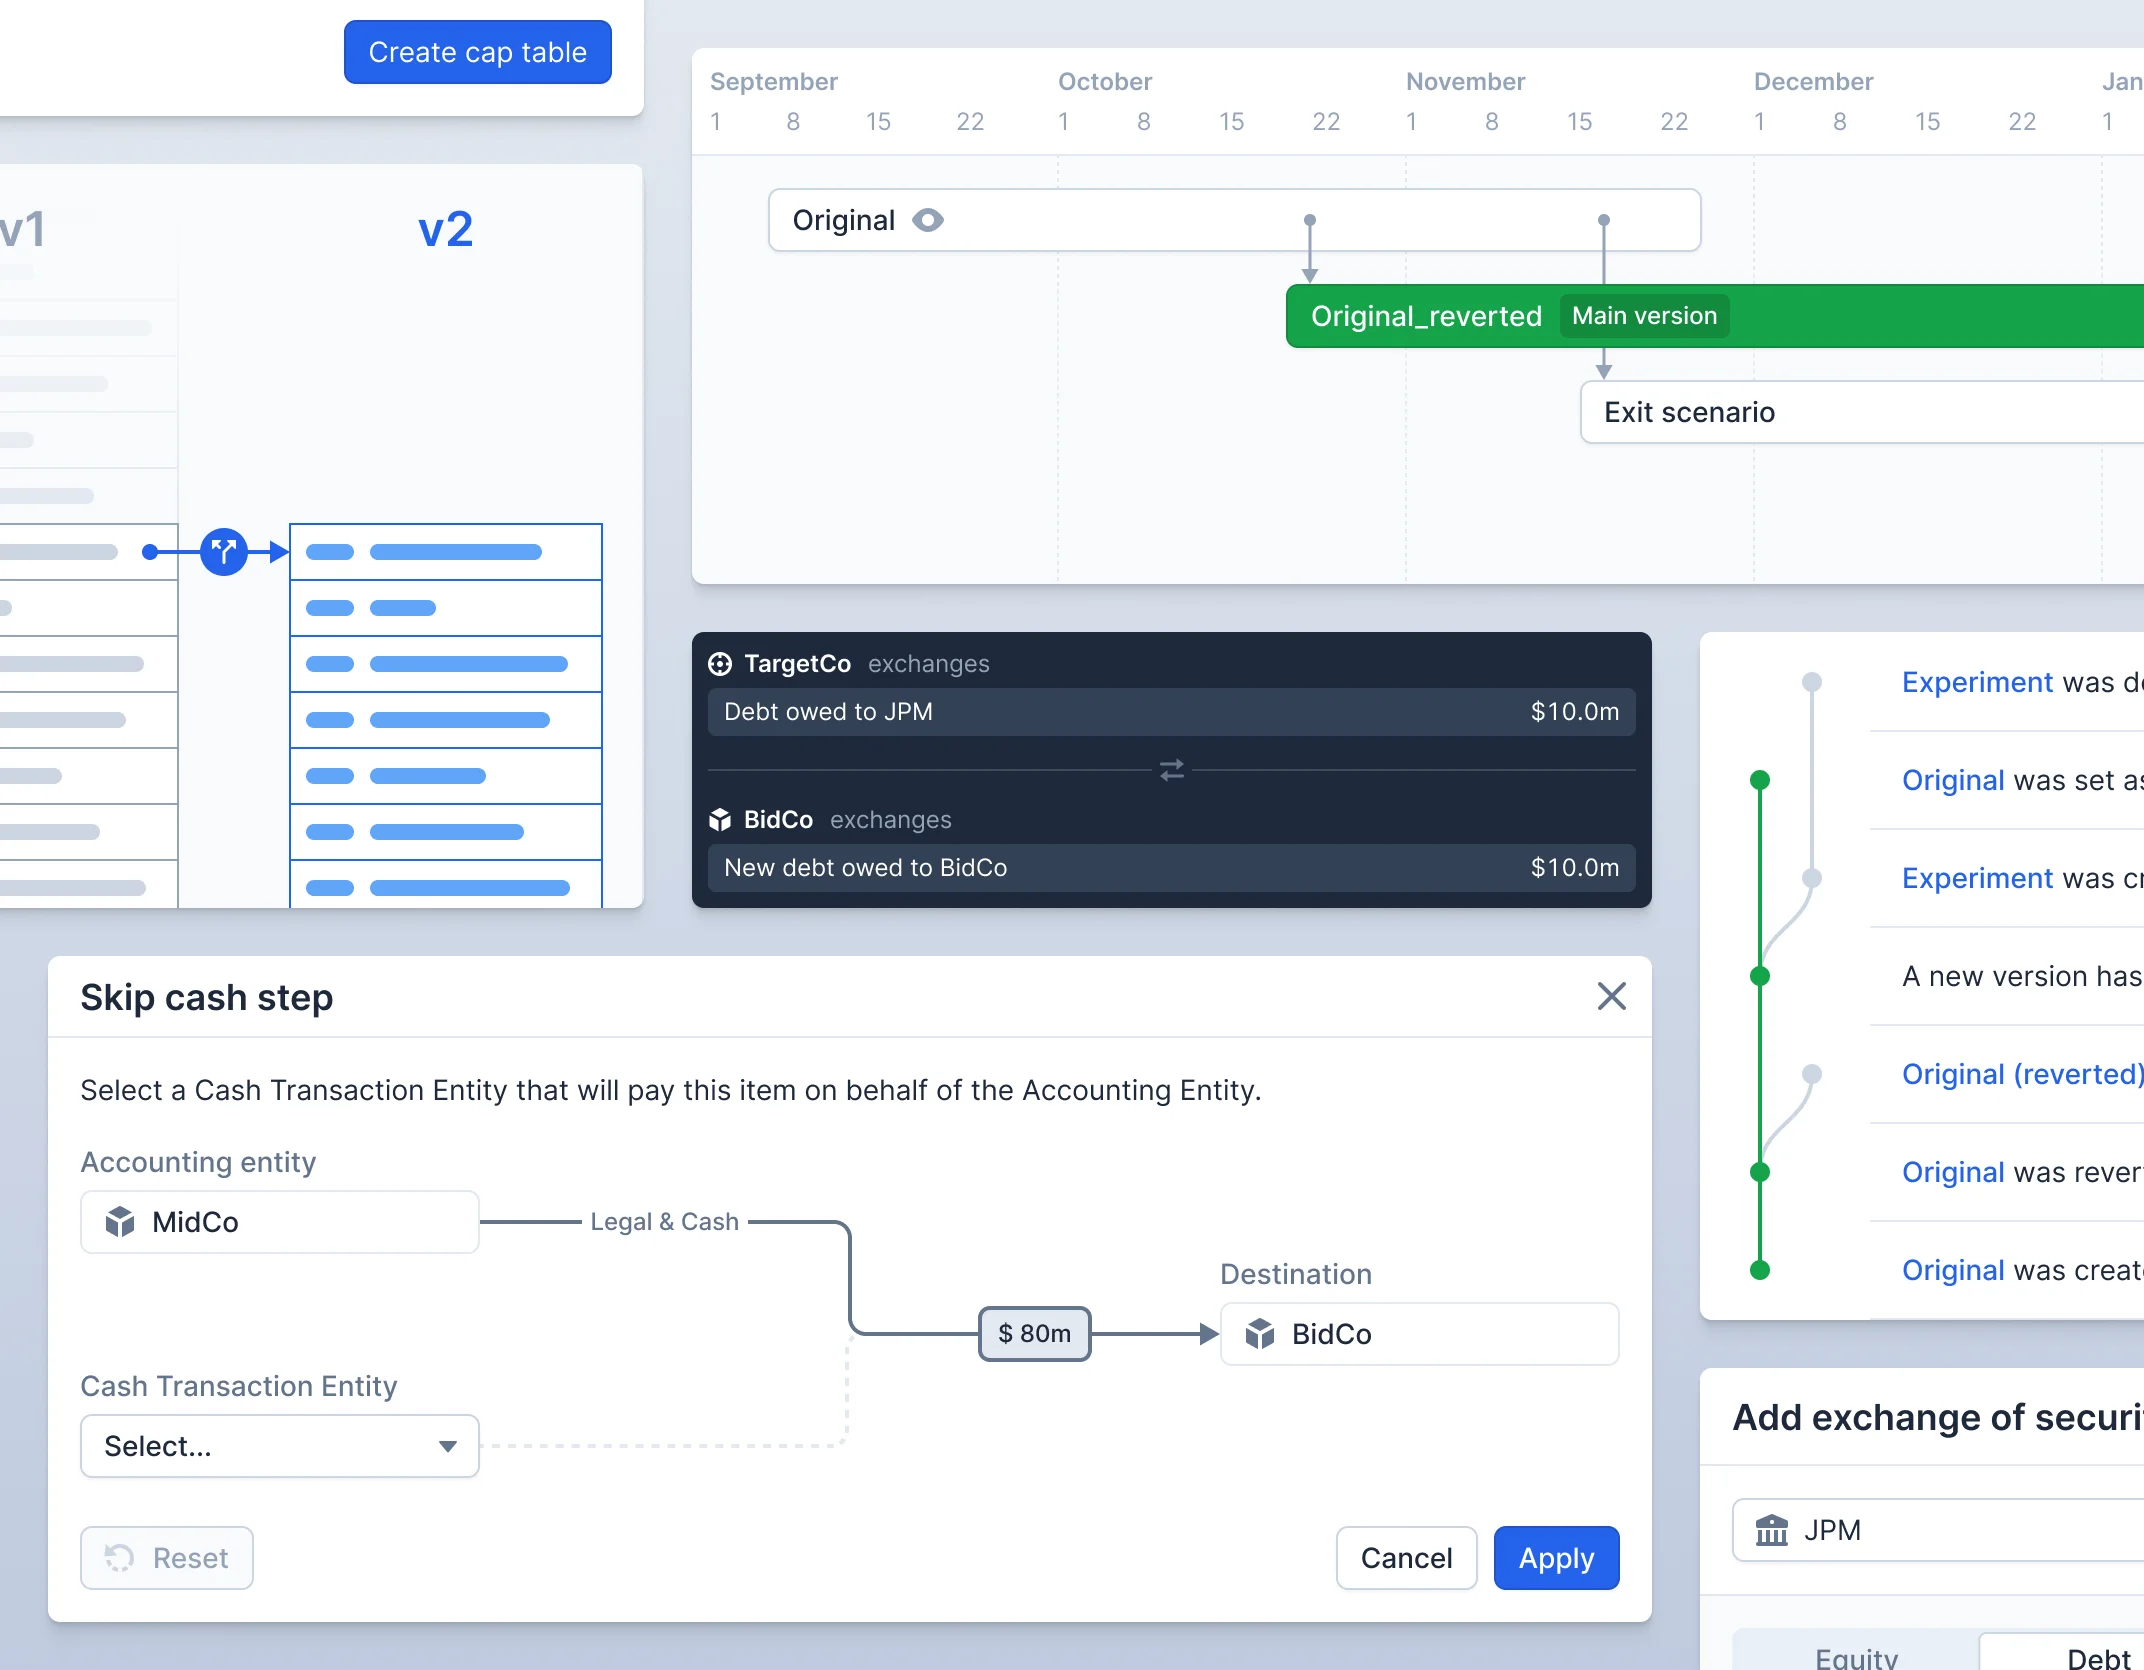 Create cap table
v1
v2
September October November December Jan
1 8 15 22 1 8 15 22 1 8 15 22 1 8 15 22 1
Original
Original_reverted Main version
Exit scenario
TargetCo exchanges
Debt owed to JPM $10.0m
BidCo exchanges
New debt owed to BidCo $10.0m
Experiment was de
Original was set as
Experiment was cr
A new version has
Original (reverted)
Original was rever
Original was creat
Skip cash step
Select a Cash Transaction Entity that will pay this item on behalf of the Accounting Entity.
Accounting entity
MidCo
Legal & Cash
$ 80m
Destination
BidCo
Cash Transaction Entity
Select...
Reset
Cancel
Apply
Add exchange of securi
JPM
Equity
Debt